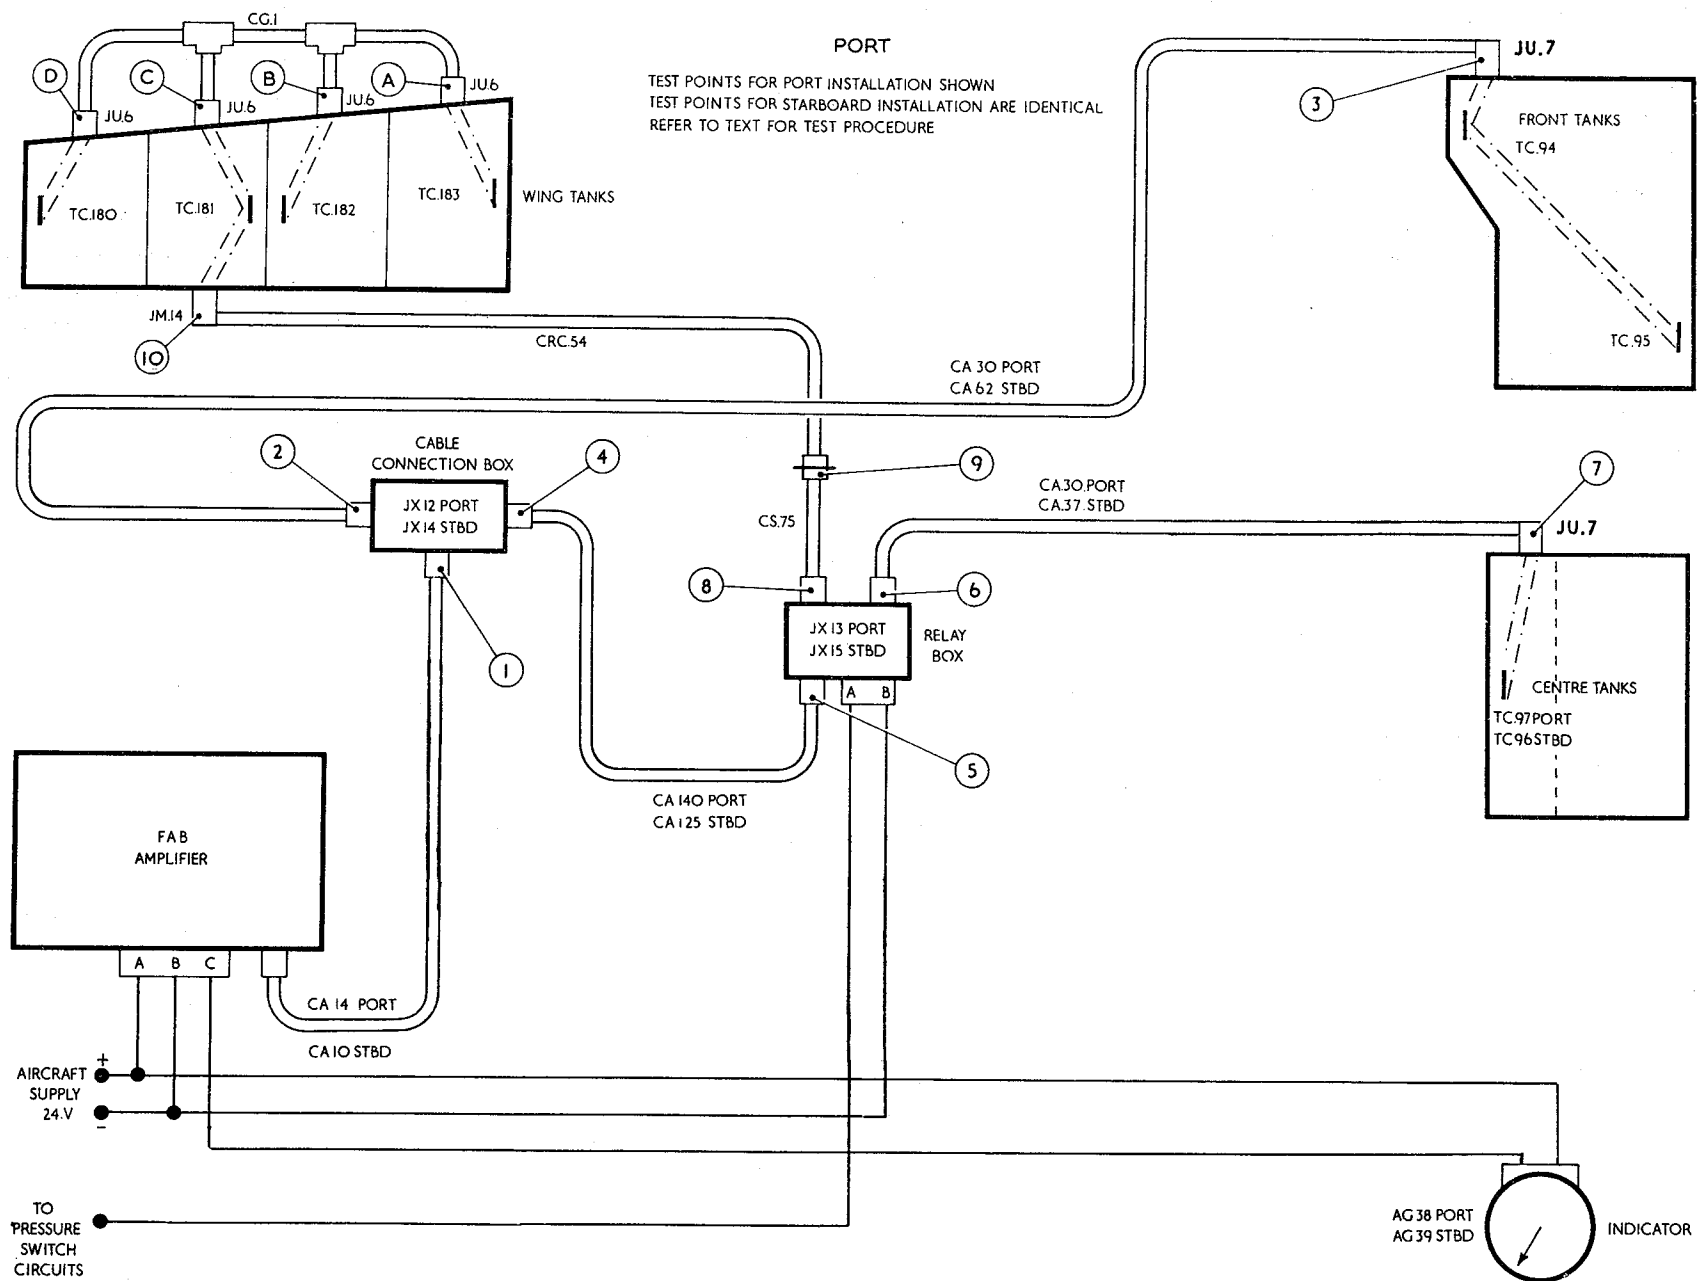 CG.1
PORT
JU.7
D
C
B
A
JU.6
JU.6
JU.6
JU.6
TEST POINTS FOR PORT INSTALLATION SHOWN
TEST POINTS FOR STARBOARD INSTALLATION ARE IDENTICAL
REFER TO TEXT FOR TEST PROCEDURE
3
FRONT TANKS
TC.94
TC.180
TC.181
TC.182
TC.183
WING TANKS
JM.14
10
CRC.54
TC.95
CA 30 PORT
CA 62 STBD
2
CABLE
CONNECTION BOX
4
9
7
JX 12 PORT
JX 14 STBD
CS.75
CA.30.PORT
CA.37.STBD
JU.7
1
8
6
JX 13 PORT
JX 15 STBD
RELAY
BOX
A
B
5
CENTRE TANKS
TC.97 PORT
TC 96 STBD
CA 140 PORT
CA 125 STBD
FAB
AMPLIFIER
A
B
C
CA 14 PORT
CA 10 STBD
+
AIRCRAFT
SUPPLY
24.V
–
TO
PRESSURE
SWITCH
CIRCUITS
AG 38 PORT
AG 39 STBD
INDICATOR